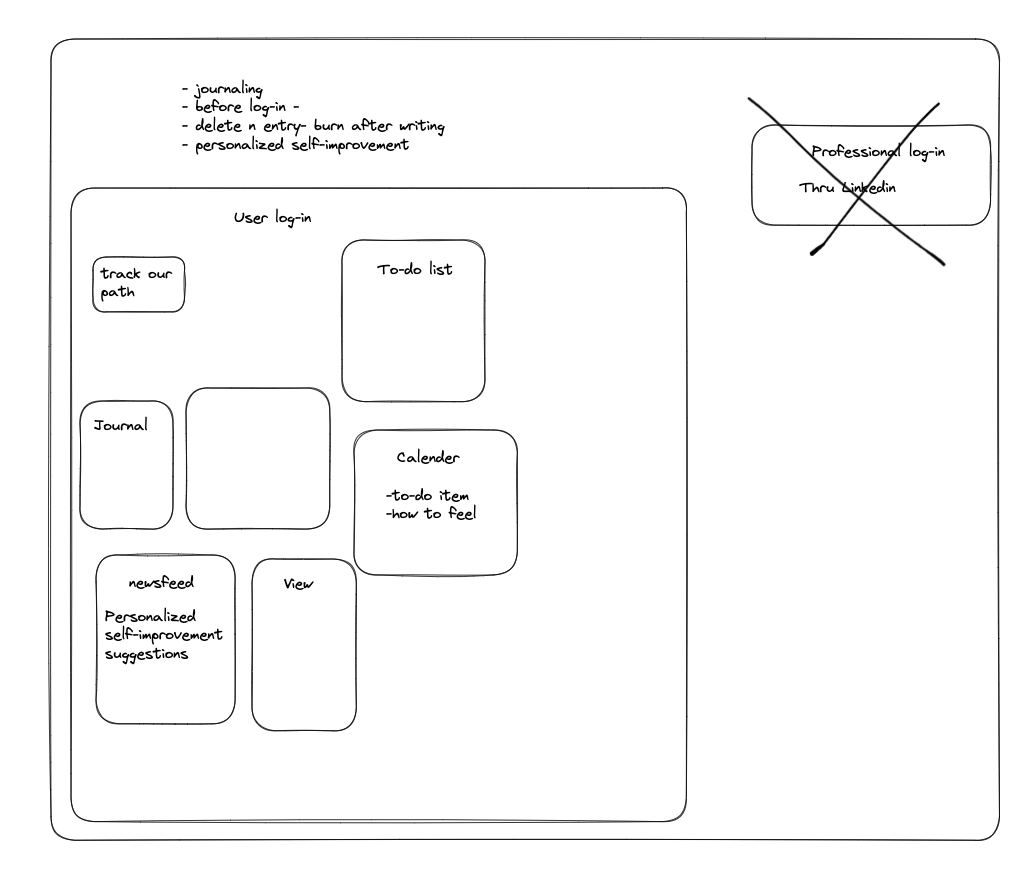 - journaling
- before log-in -
- delete n entry- burn after writing
- personalized self-improvement
Professional log-in
Thru Linkedin
User log-in
track our
path
To-do list
Journal
Calender
-to-do item
-how to feel
newsfeed
Personalized
self-improvement
suggestions
View